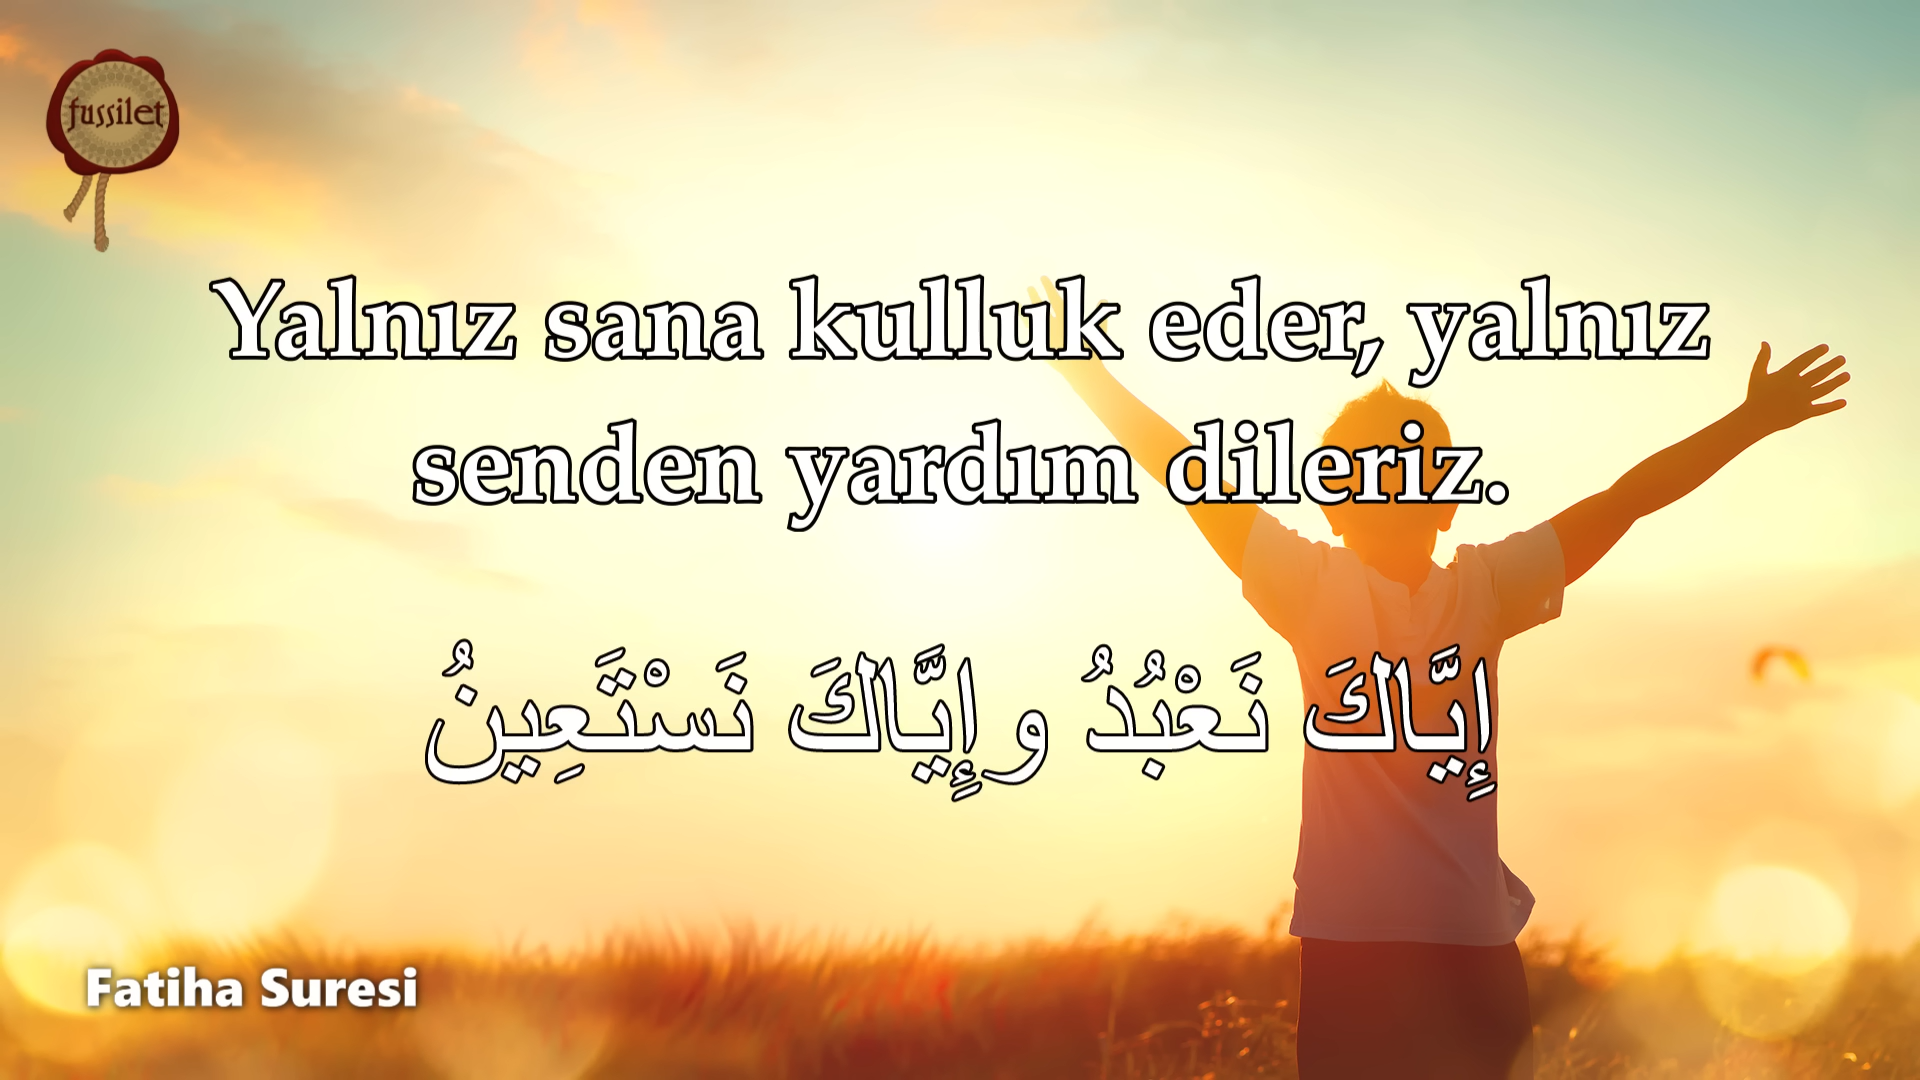 fussilet
Yalnız sana kulluk eder, yalnız
senden yardım dileriz.
إِيَّاكَ نَعْبُدُ وإِيَّاكَ نَسْتَعِينُ
Fatiha Suresi